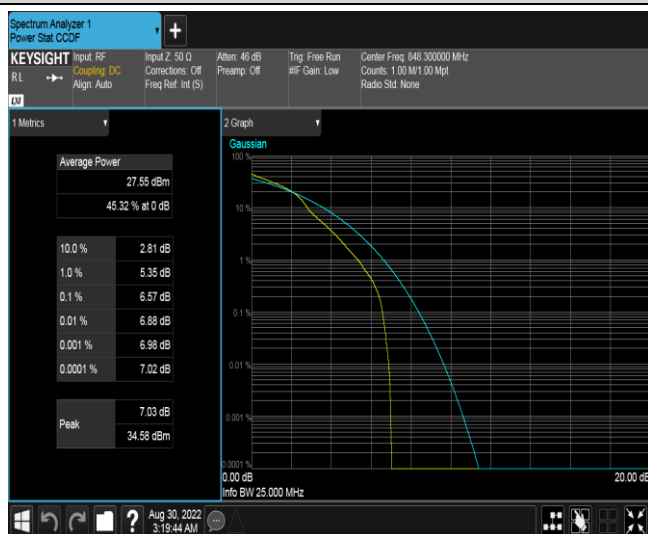 Spectrum Analyzer 1
Power Stat CCDF
+
KEYSIGHT
RL
LXI
Input: RF
Coupling: DC
Align: Auto
Input Z: 50 Ω
Corrections: Off
Freq Ref: Int (S)
Atten: 46 dB
Preamp: Off
Trig: Free Run
#IF Gain: Low
Center Freq: 848.300000 MHz
Counts: 1.00 M/1.00 Mpt
Radio Std: None
1 Metrics
Average Power
27.55 dBm
45.32 % at 0 dB
10.0 % 2.81 dB
1.0 % 5.35 dB
0.1 % 6.57 dB
0.01 % 6.88 dB
0.001 % 6.98 dB
0.0001 % 7.02 dB
Peak 7.03 dB
34.58 dBm
2 Graph
Gaussian
100 %
10 %
1 %
0.1 %
0.01 %
0.001 %
0.0001 %
0.00 dB 20.00 dB
Info BW 25.000 MHz
?
Aug 30, 2022
3:19:44 AM